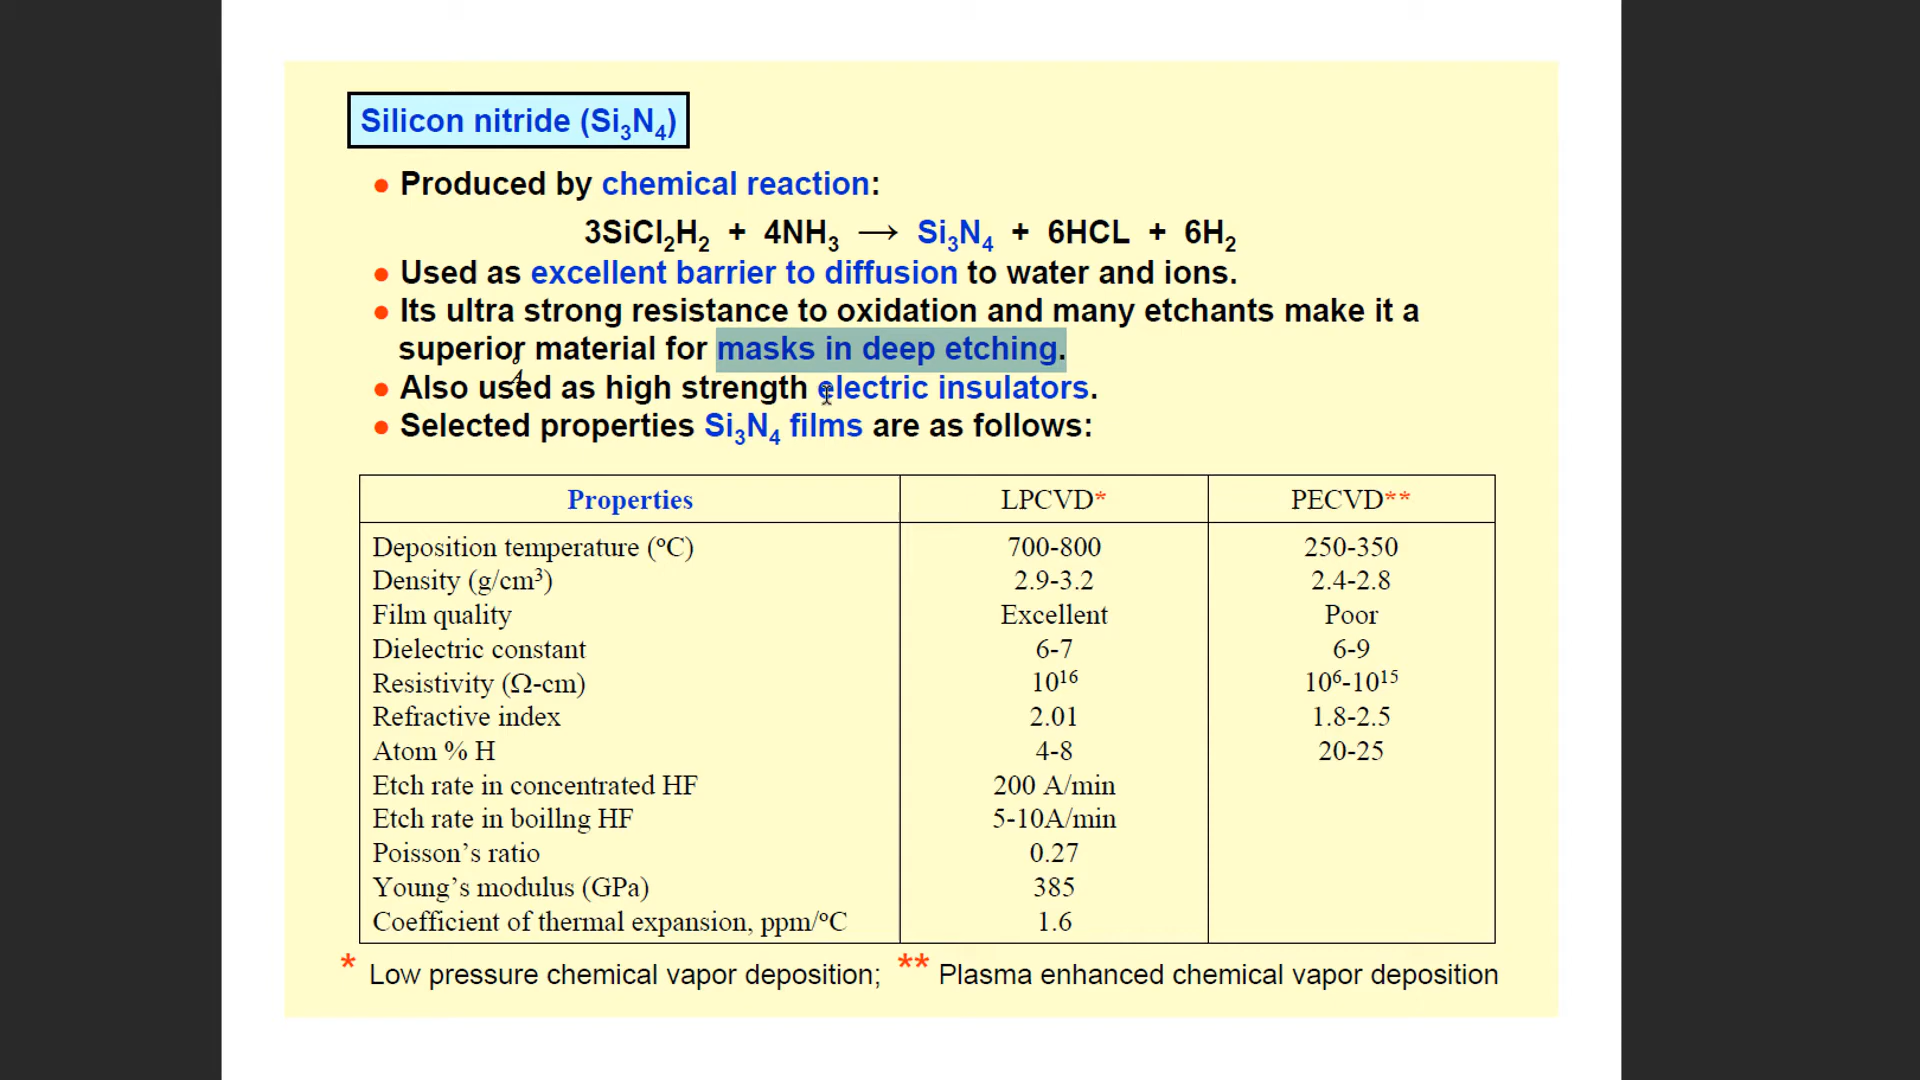 Silicon nitride (Si3N4)
● Produced by chemical reaction:
3SiCl2H2 + 4NH3 → Si3N4 + 6HCL + 6H2
● Used as excellent barrier to diffusion to water and ions.
● Its ultra strong resistance to oxidation and many etchants make it a
superior material for masks in deep etching.
● Also used as high strength electric insulators.
● Selected properties Si3N4 films are as follows:
Properties LPCVD* PECVD**
Deposition temperature (°C) 700-800 250-350
Density (g/cm³) 2.9-3.2 2.4-2.8
Film quality Excellent Poor
Dielectric constant 6-7 6-9
Resistivity (Ω-cm) 10¹⁶ 10⁶-10¹⁵
Refractive index 2.01 1.8-2.5
Atom % H 4-8 20-25
Etch rate in concentrated HF 200 A/min
Etch rate in boillng HF 5-10A/min
Poisson’s ratio 0.27
Young’s modulus (GPa) 385
Coefficient of thermal expansion, ppm/°C 1.6
* Low pressure chemical vapor deposition; ** Plasma enhanced chemical vapor deposition